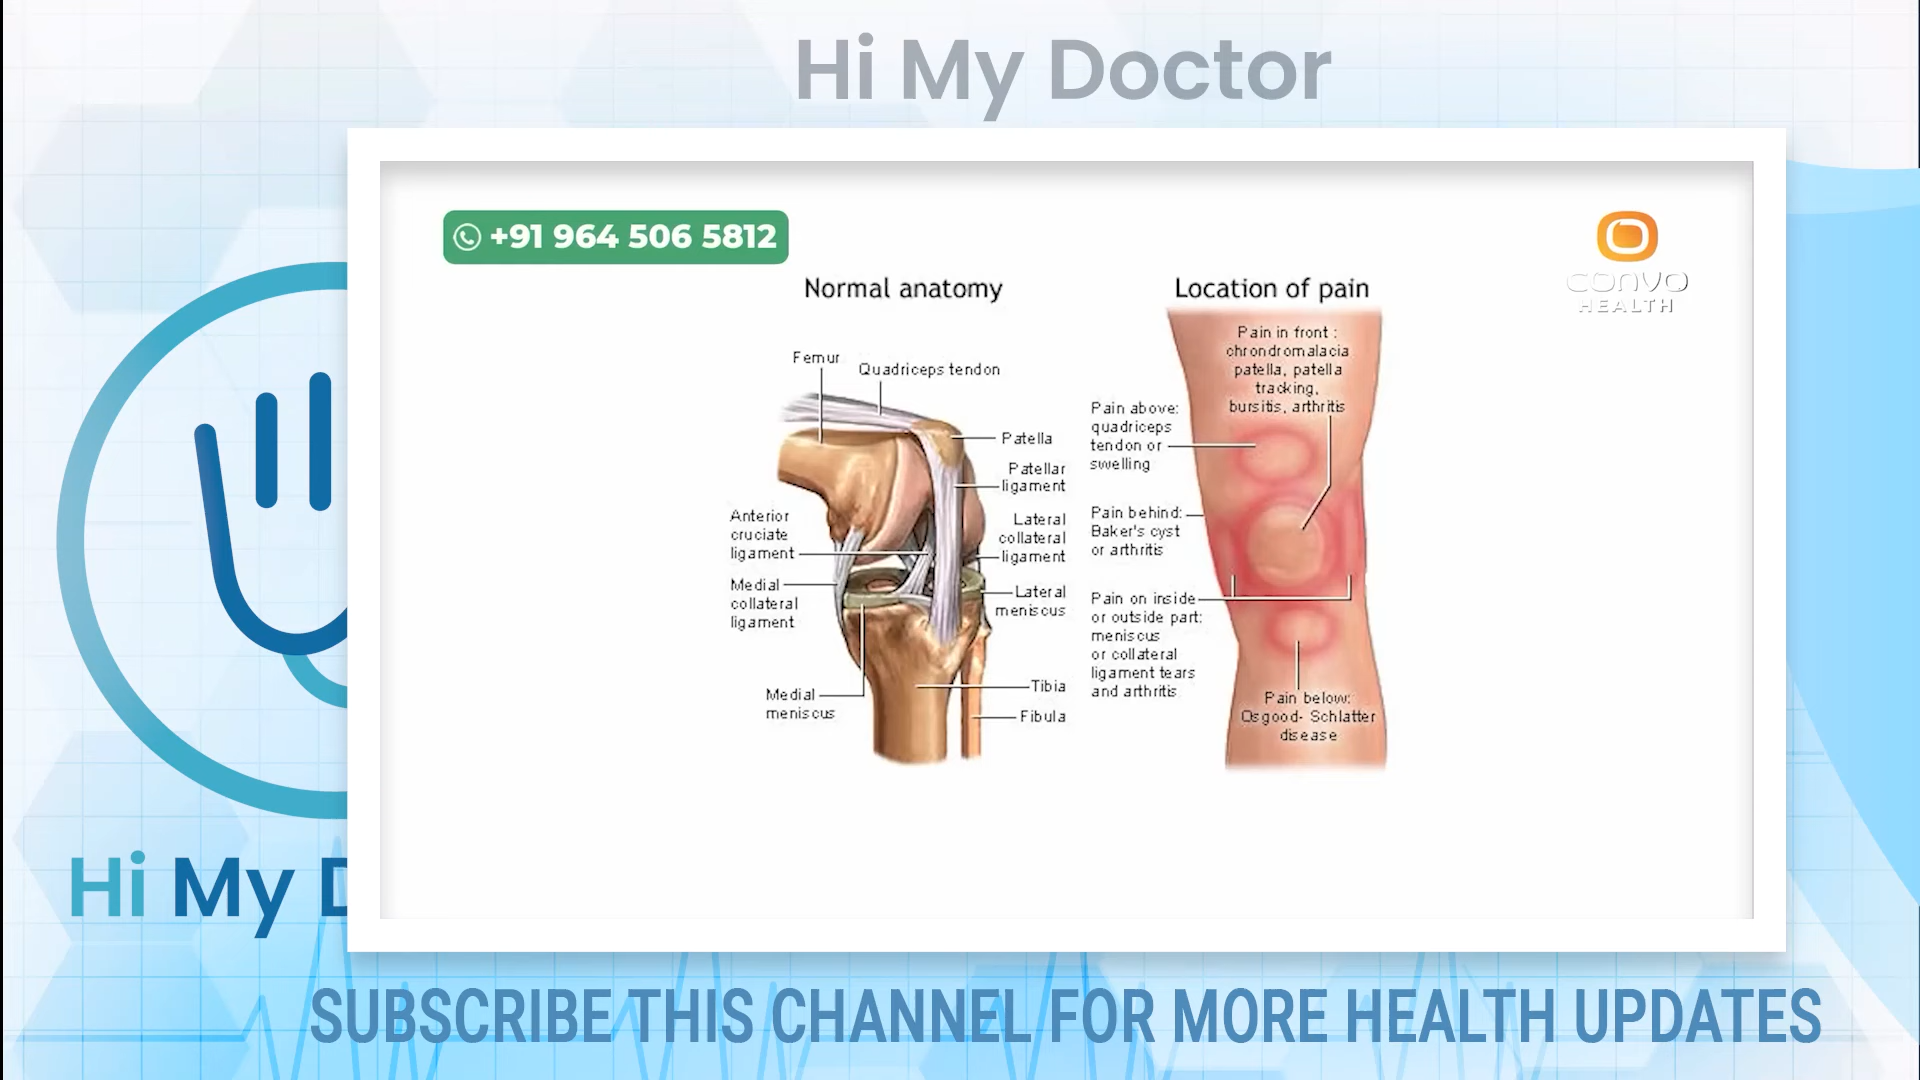 Hi My Doctor
+91 964 506 5812
CONVO
HEALTH
Normal anatomy
Femur
Quadriceps tendon
Patella
Patellar
ligament
Anterior
cruciate
ligament
Lateral
collateral
ligament
Medial
collateral
ligament
Lateral
meniscus
Medial
meniscus
Tibia
Fibula
Location of pain
Pain in front :
chrondromalacia
patella, patella
tracking,
bursitis, arthritis
Pain above:
quadriceps
tendon or
swelling
Pain behind:
Baker's cyst
or arthritis
Pain on inside
or outside part:
meniscus
or collateral
ligament tears
and arthritis
Pain below:
Osgood- Schlatter
disease
Hi My D
SUBSCRIBE THIS CHANNEL FOR MORE HEALTH UPDATES